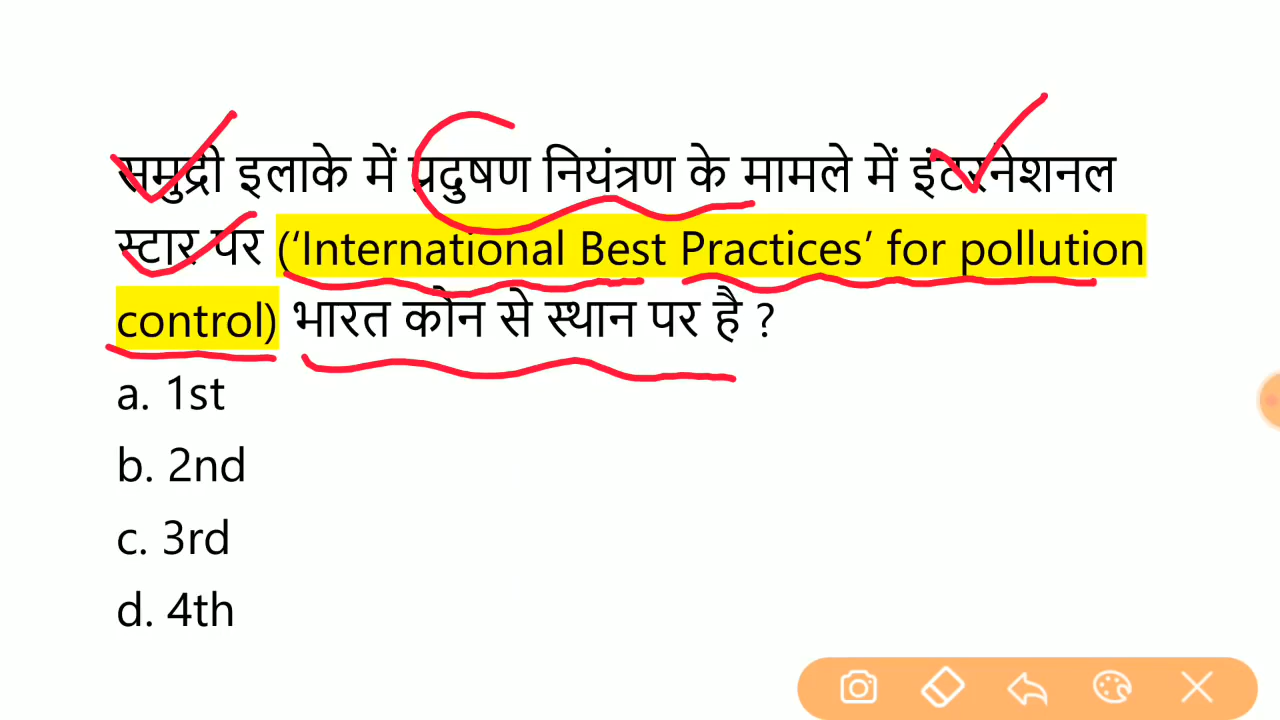 समुद्री इलाके में प्रदुषण नियंत्रण के मामले में इंटरनेशनल
स्टार पर (‘International Best Practices’ for pollution
control) भारत कोन से स्थान पर है ?
a. 1st
b. 2nd
c. 3rd
d. 4th